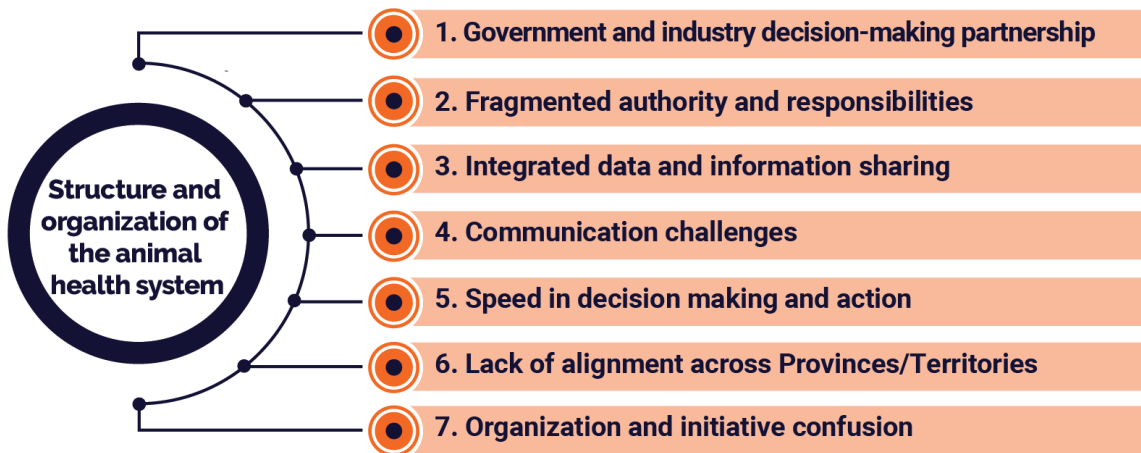 Structure and
organization of
the animal
health system
1. Government and industry decision-making partnership
2. Fragmented authority and responsibilities
3. Integrated data and information sharing
4. Communication challenges
5. Speed in decision making and action
6. Lack of alignment across Provinces/Territories
7. Organization and initiative confusion